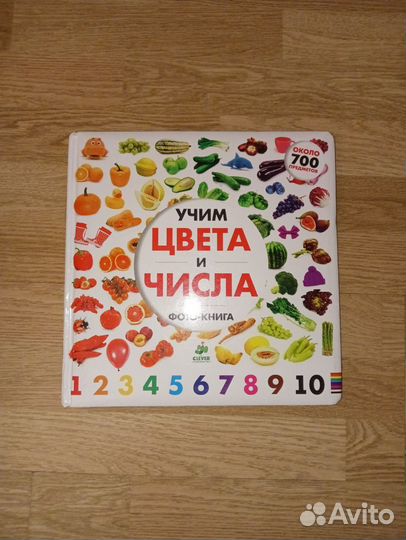 ОКОЛО
700
ПРЕДМЕТОВ
УЧИМ
ЦВЕТА
И
ЧИСЛА
ФОТО-КНИГА
CLEVER
1 2 3 4 5 6 7 8 9 10
Avito